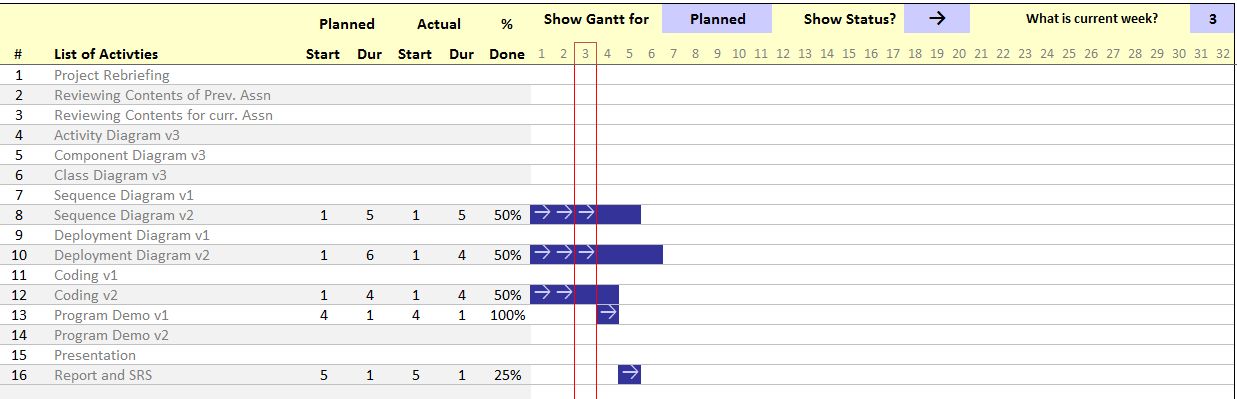 Planned Actual % Show Gantt for Planned Show Status? → What is current week? 3
# List of Activties Start Dur Start Dur Done 1 2 3 4 5 6 7 8 9 10 11 12 13 14 15 16 17 18 19 20 21 22 23 24 25 26 27 28 29 30 31 32
1 Project Rebriefing
2 Reviewing Contents of Prev. Assn
3 Reviewing Contents for curr. Assn
4 Activity Diagram v3
5 Component Diagram v3
6 Class Diagram v3
7 Sequence Diagram v1
8 Sequence Diagram v2 1 5 1 5 50% → → →
9 Deployment Diagram v1
10 Deployment Diagram v2 1 6 1 4 50% → → →
11 Coding v1
12 Coding v2 1 4 1 4 50% → →
13 Program Demo v1 4 1 4 1 100% →
14 Program Demo v2
15 Presentation
16 Report and SRS 5 1 5 1 25% →